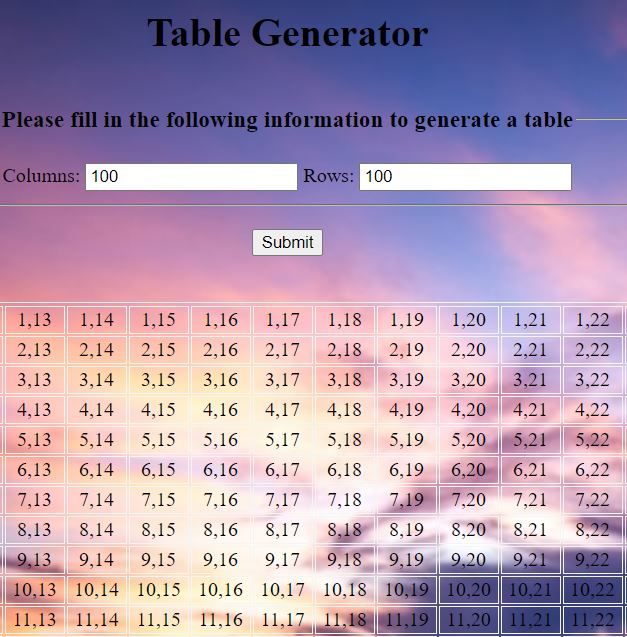 Table Generator
Please fill in the following information to generate a table
Columns: 100 Rows: 100
Submit
1,13 1,14 1,15 1,16 1,17 1,18 1,19 1,20 1,21 1,22
2,13 2,14 2,15 2,16 2,17 2,18 2,19 2,20 2,21 2,22
3,13 3,14 3,15 3,16 3,17 3,18 3,19 3,20 3,21 3,22
4,13 4,14 4,15 4,16 4,17 4,18 4,19 4,20 4,21 4,22
5,13 5,14 5,15 5,16 5,17 5,18 5,19 5,20 5,21 5,22
6,13 6,14 6,15 6,16 6,17 6,18 6,19 6,20 6,21 6,22
7,13 7,14 7,15 7,16 7,17 7,18 7,19 7,20 7,21 7,22
8,13 8,14 8,15 8,16 8,17 8,18 8,19 8,20 8,21 8,22
9,13 9,14 9,15 9,16 9,17 9,18 9,19 9,20 9,21 9,22
10,13 10,14 10,15 10,16 10,17 10,18 10,19 10,20 10,21 10,22
11,13 11,14 11,15 11,16 11,17 11,18 11,19 11,20 11,21 11,22